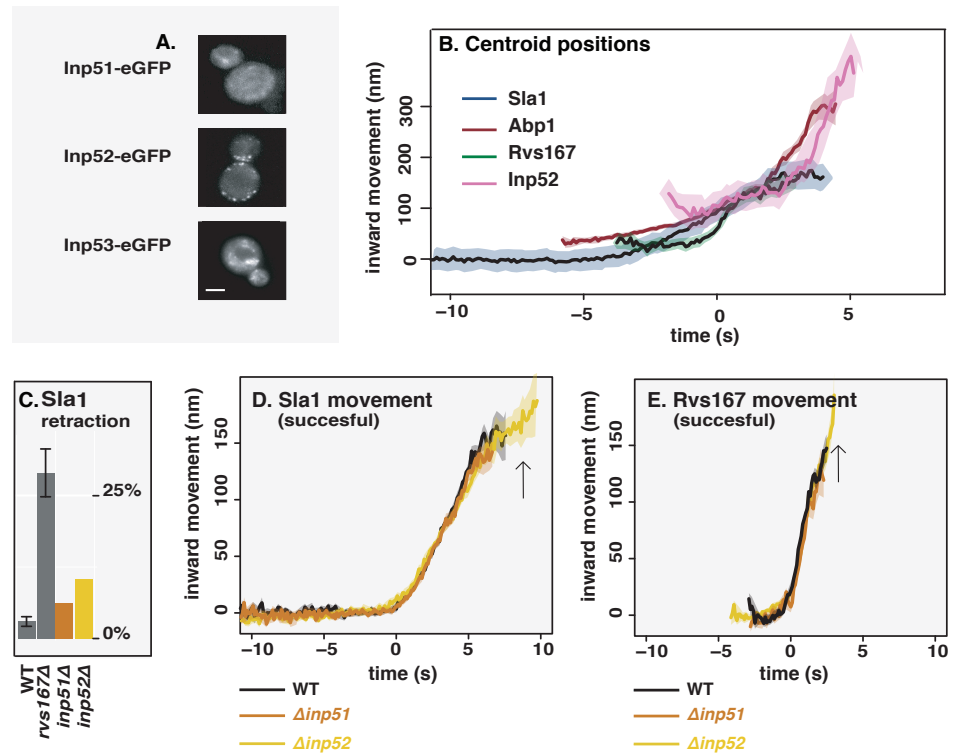 A.
Inp51-eGFP
Inp52-eGFP
Inp53-eGFP
B. Centroid positions
inward movement (nm)
300
200
100
0
Sla1
Abp1
Rvs167
Inp52
−10
−5
0
5
time (s)
C. Sla1
retraction
25%
0%
WT
rvs167Δ
inp51Δ
inp52Δ
D. Sla1 movement
(succesful)
inward movement (nm)
150
100
50
0
−10
−5
0
5
10
time (s)
WT
Δinp51
Δinp52
E. Rvs167 movement
(succesful)
inward movement (nm)
150
100
50
0
−10
−5
0
5
10
time (s)
WT
Δinp51
Δinp52